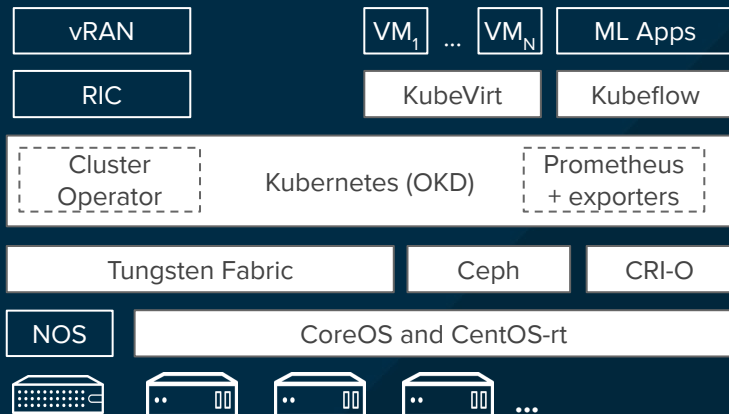 vRAN
VM1 ... VMN
ML Apps
RIC
KubeVirt
Kubeflow
Cluster
Operator
Kubernetes (OKD)
Prometheus
+ exporters
Tungsten Fabric
Ceph
CRI-O
NOS
CoreOS and CentOS-rt
...